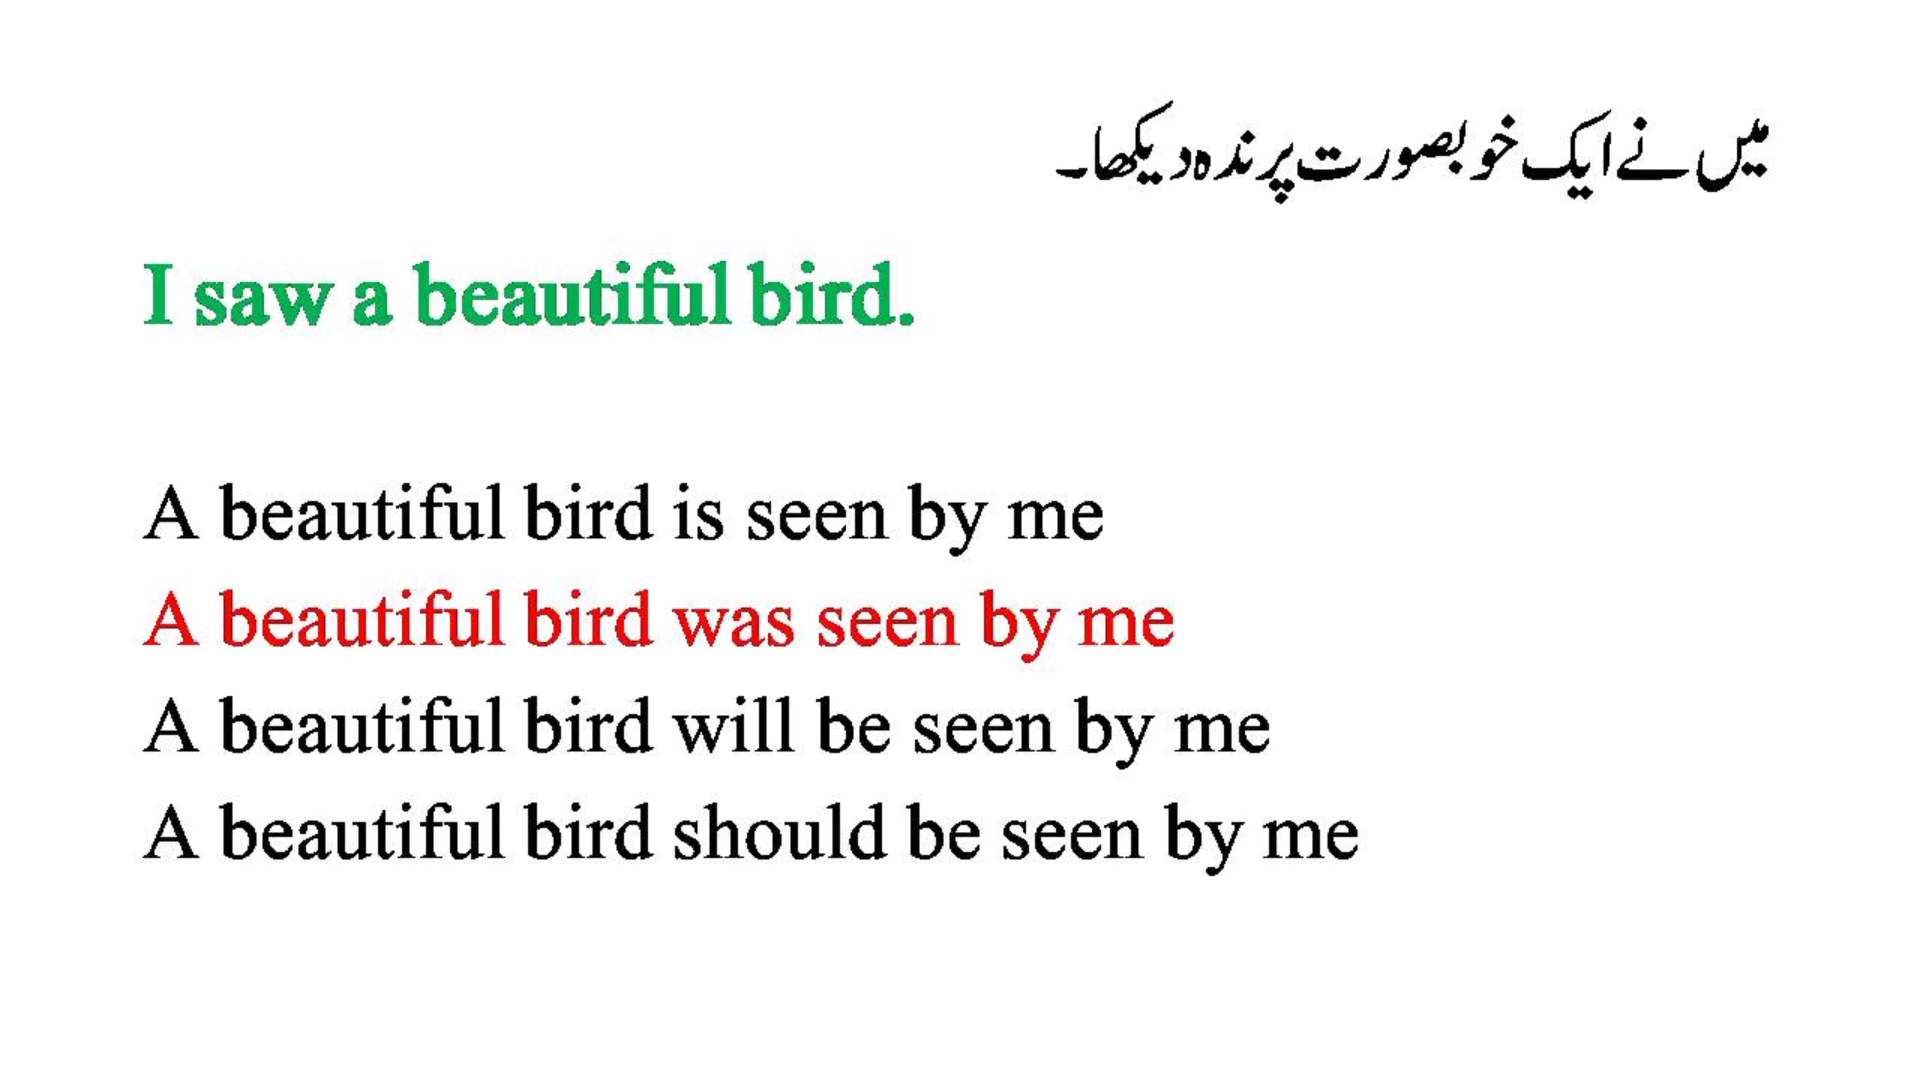 میں نے ایک خوبصورت پرندہ دیکھا۔
I saw a beautiful bird.
A beautiful bird is seen by me
A beautiful bird was seen by me
A beautiful bird will be seen by me
A beautiful bird should be seen by me